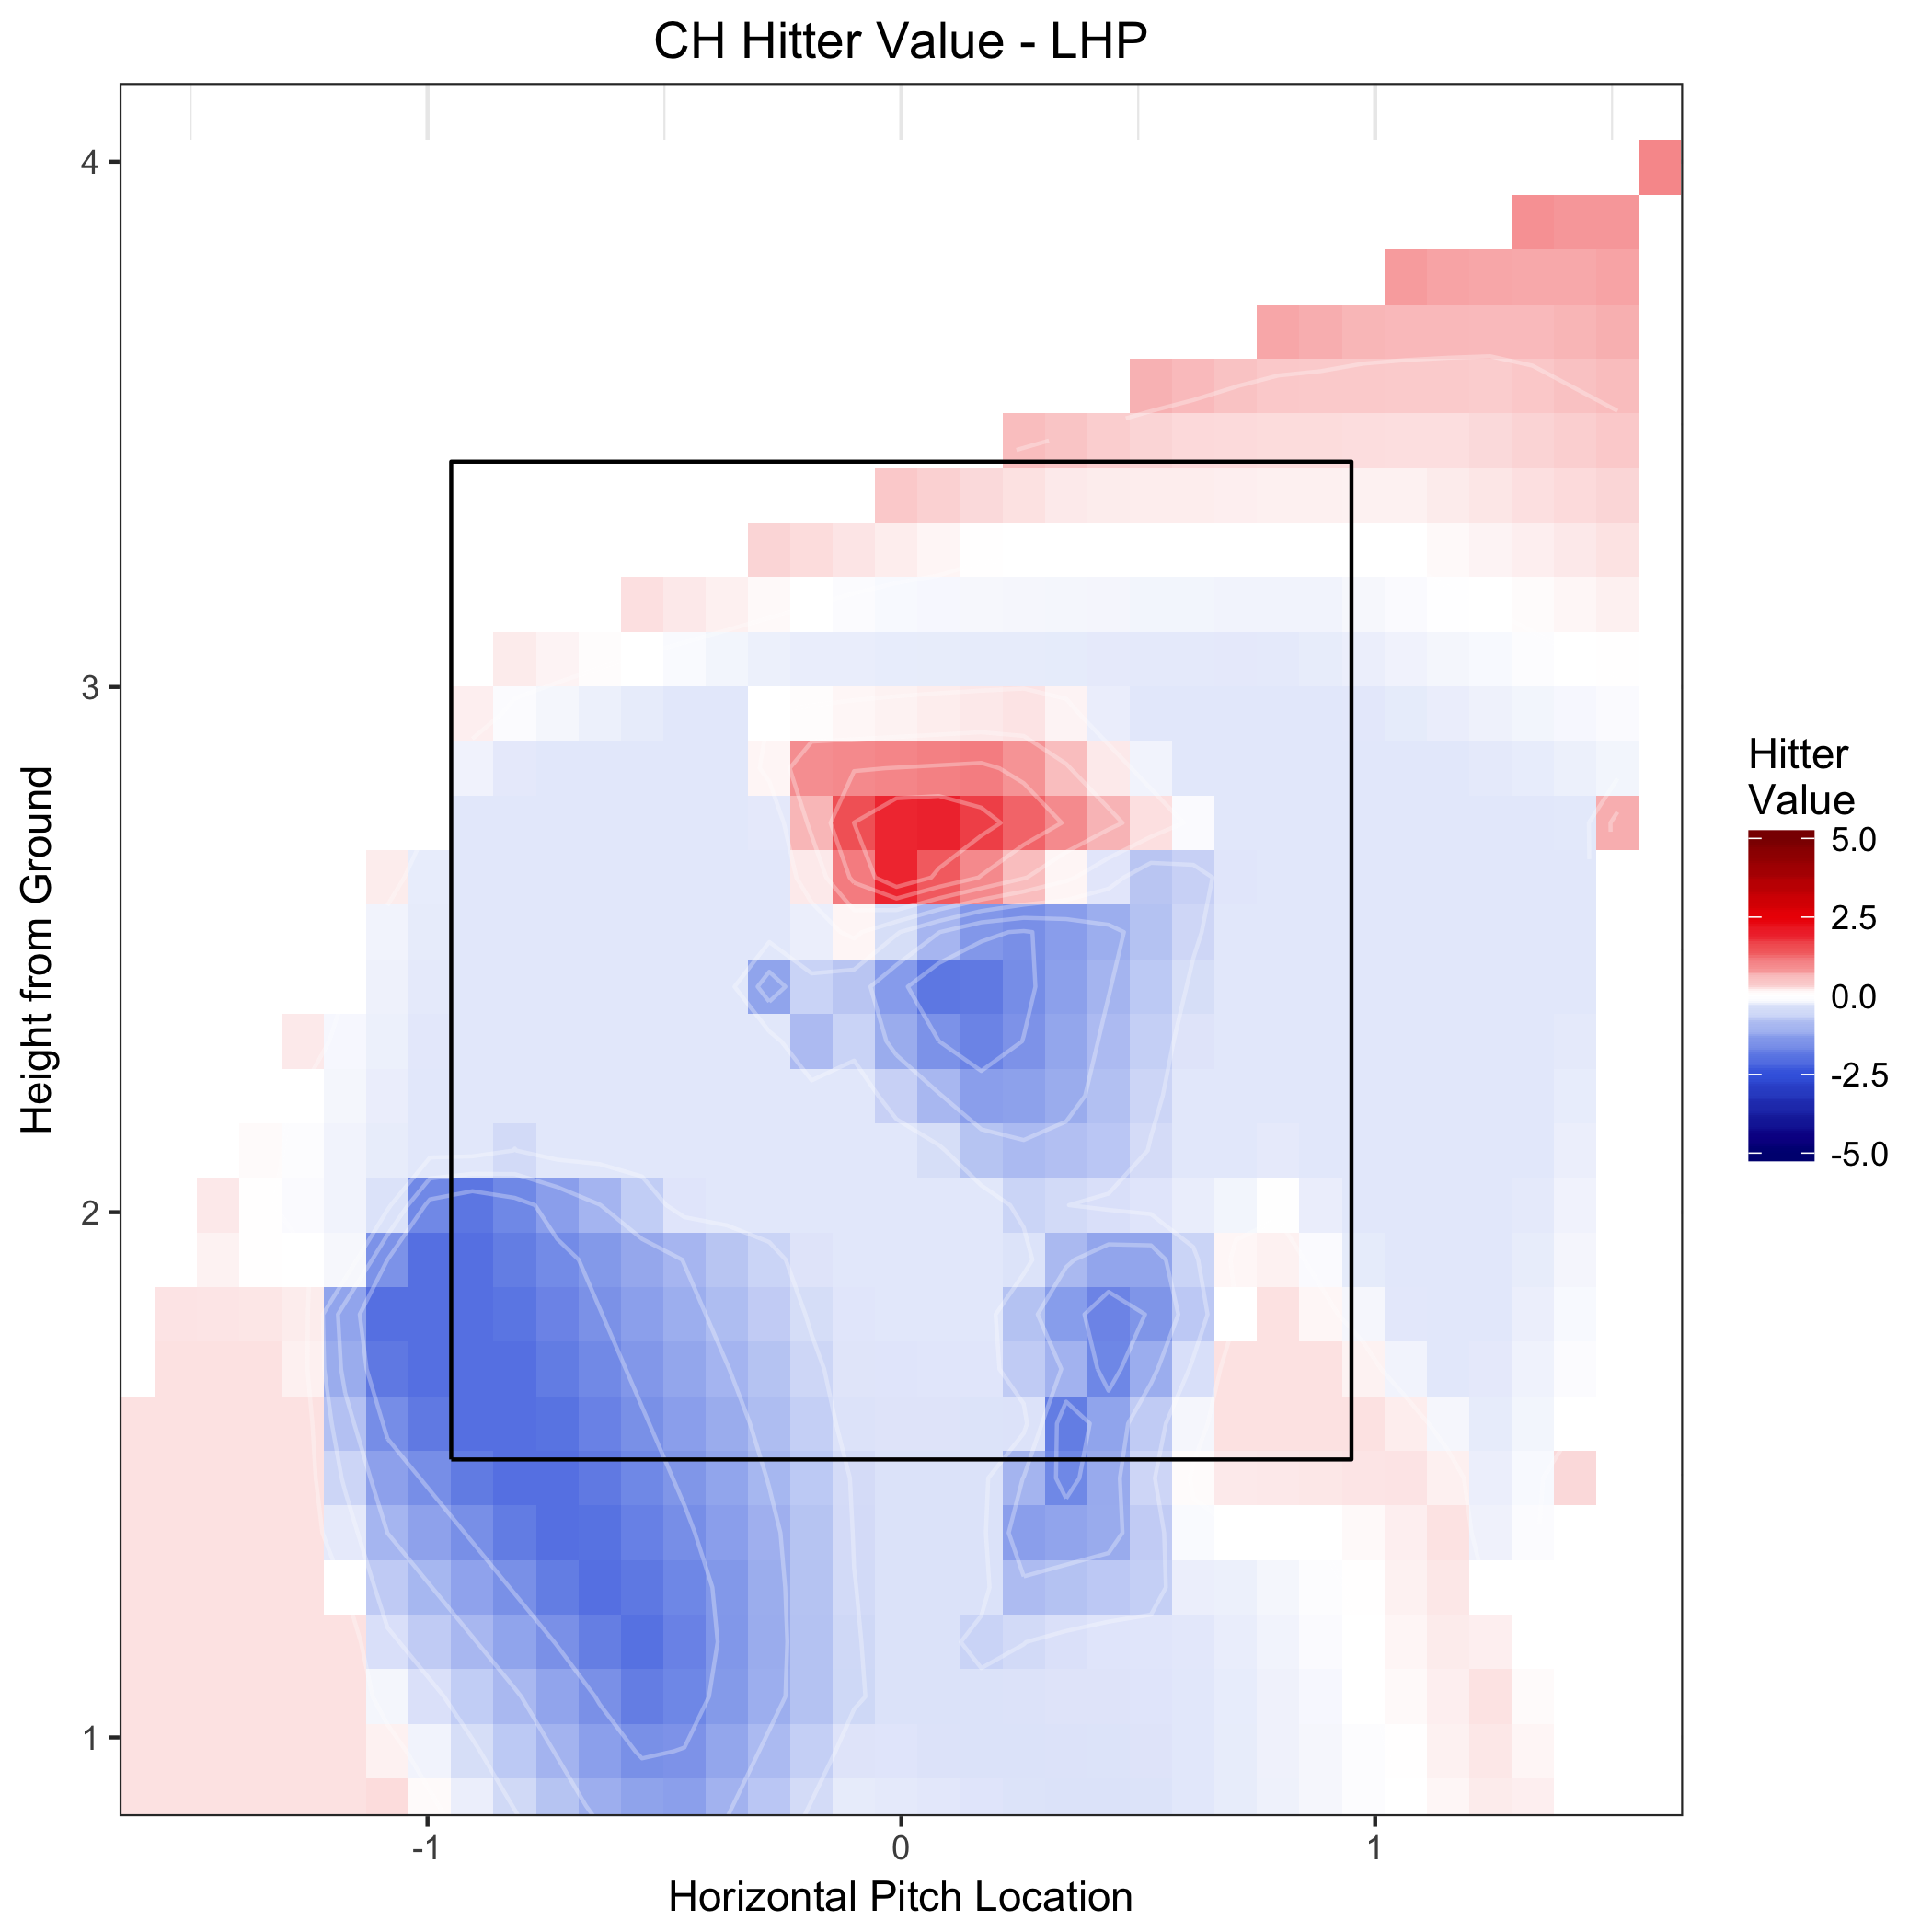 CH Hitter Value - LHP
4
3
2
1
Height from Ground
-1
0
1
Horizontal Pitch Location
Hitter
Value
5.0
2.5
0.0
-2.5
-5.0